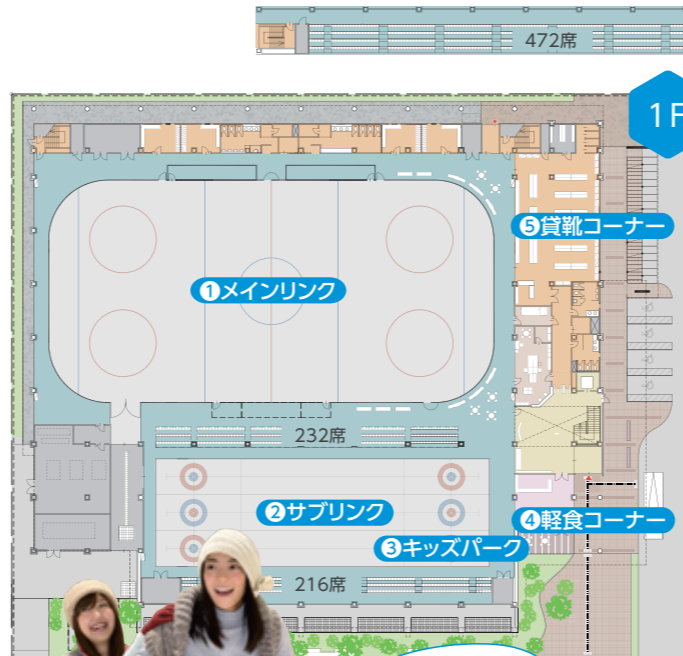 472席
1F
❺貸靴コーナー
❶メインリンク
232席
❷サブリンク
❹軽食コーナー
❸キッズパーク
216席